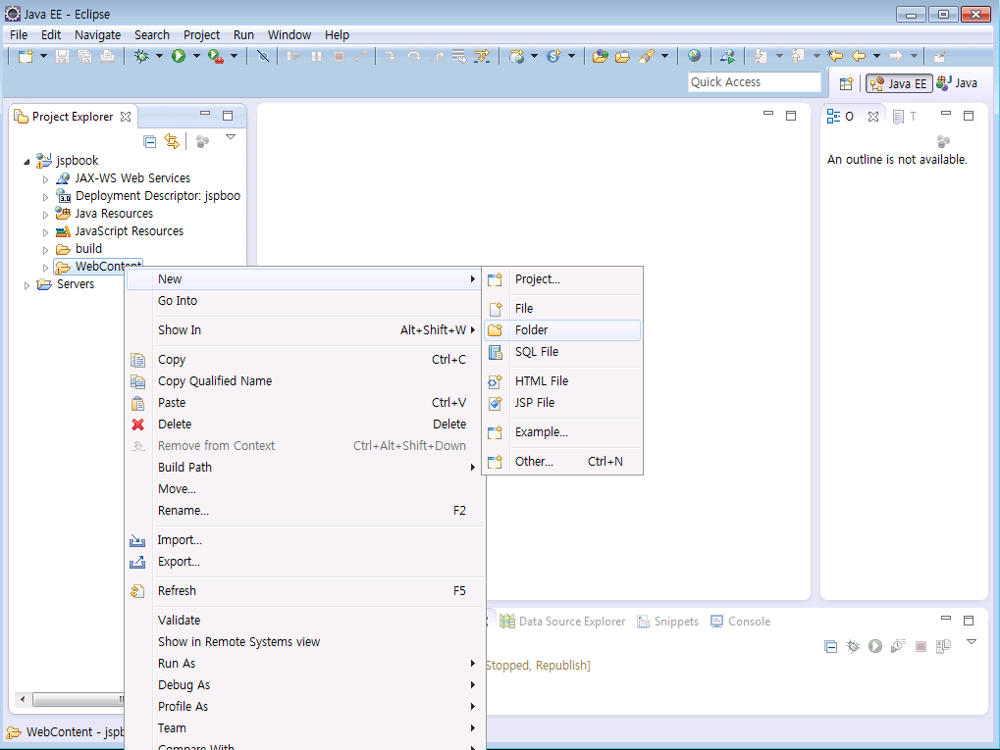 Java EE - Eclipse
File Edit Navigate Search Project Run Window Help
Quick Access
Java EE
Java
Project Explorer
O
T
An outline is not available.
jspbook
JAX-WS Web Services
3.0 Deployment Descriptor: jspboo
Java Resources
JavaScript Resources
build
WebContent
Servers
New
Go Into
Show In Alt+Shift+W
Copy Ctrl+C
Copy Qualified Name
Paste Ctrl+V
Delete Delete
Remove from Context Ctrl+Alt+Shift+Down
Build Path
Move...
Rename... F2
Import...
Export...
Refresh F5
Validate
Show in Remote Systems view
Run As
Debug As
Profile As
Team
Compare With
Project...
File
Folder
SQL File
HTML File
JSP File
Example...
Other... Ctrl+N
Data Source Explorer Snippets Console
Stopped, Republish]
WebContent - jspb